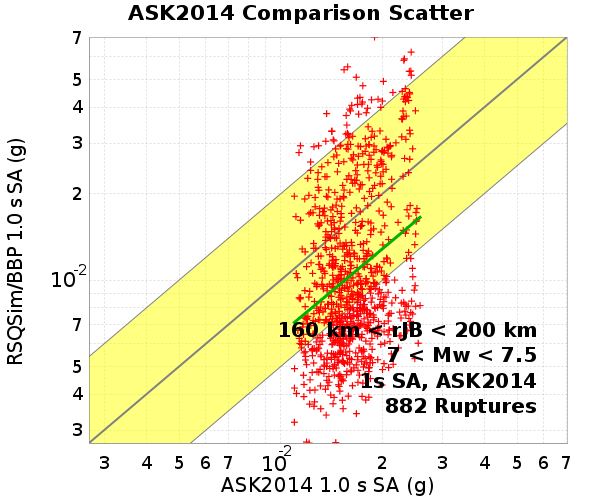 ASK2014 Comparison Scatter
RSQSim/BBP 1.0 s SA (g)
7
5
4
3
2
10-2
7
5
4
3
160 km < rJB < 200 km
7 < Mw < 7.5
1s SA, ASK2014
882 Ruptures
3 4 5 6 7 10-2 2 3 4 5 6 7
ASK2014 1.0 s SA (g)